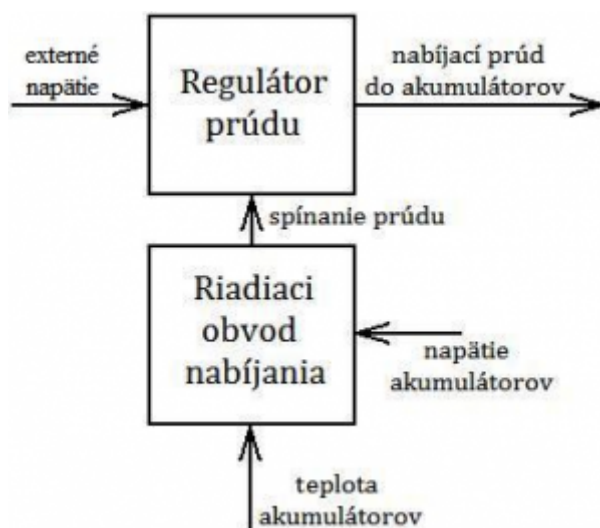 externé
napätie
Regulátor
prúdu
nabíjací prúd
do akumulátorov
spínanie prúdu
Riadiaci
obvod
nabíjania
napätie
akumulátorov
teplota
akumulátorov